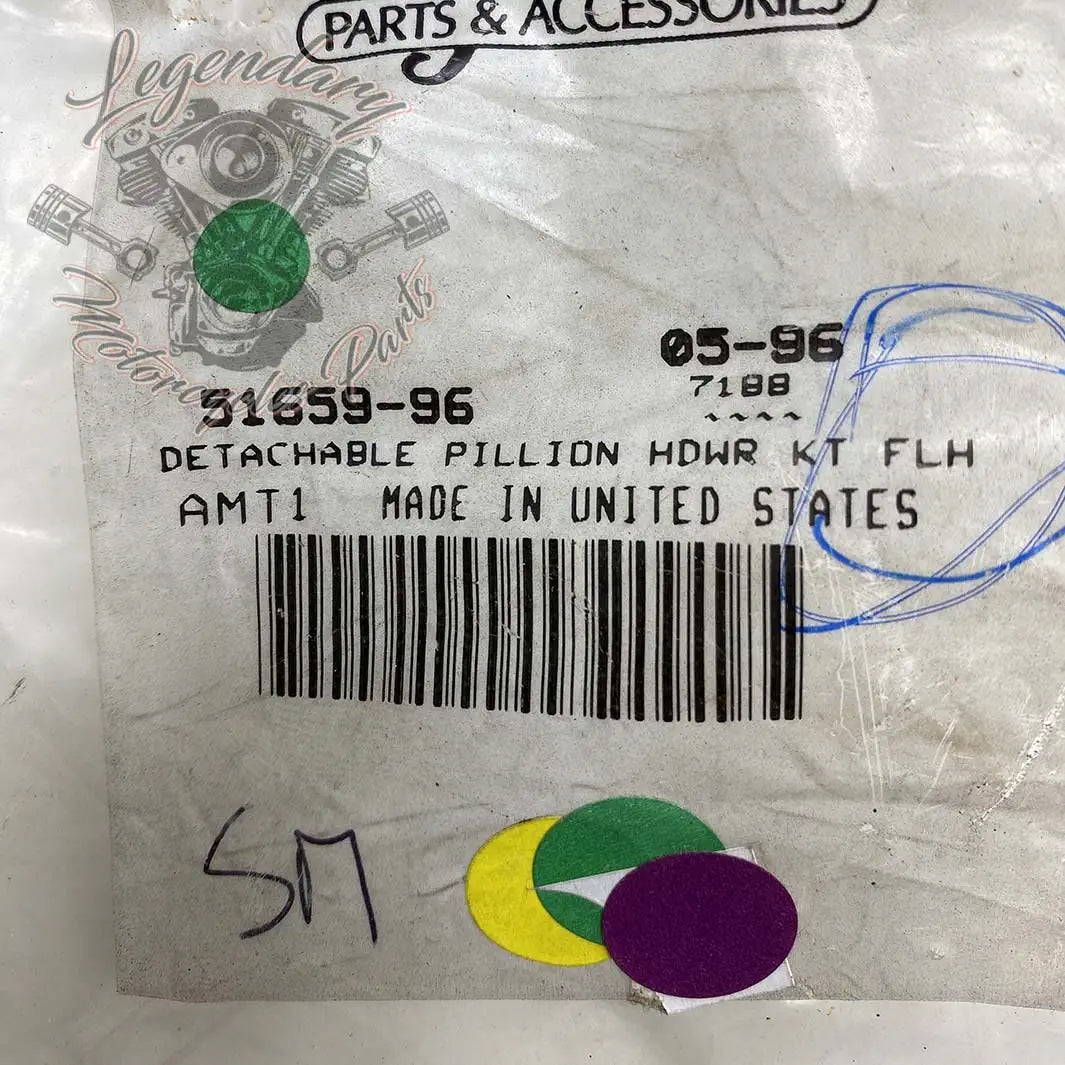 PARTS & ACCESSORIES
Legendary
Motorcycles Parts
05-96
51659-96
7188
DETACHABLE PILLION HDWR KT FLH
AMT1 MADE IN UNITED STATES
SM